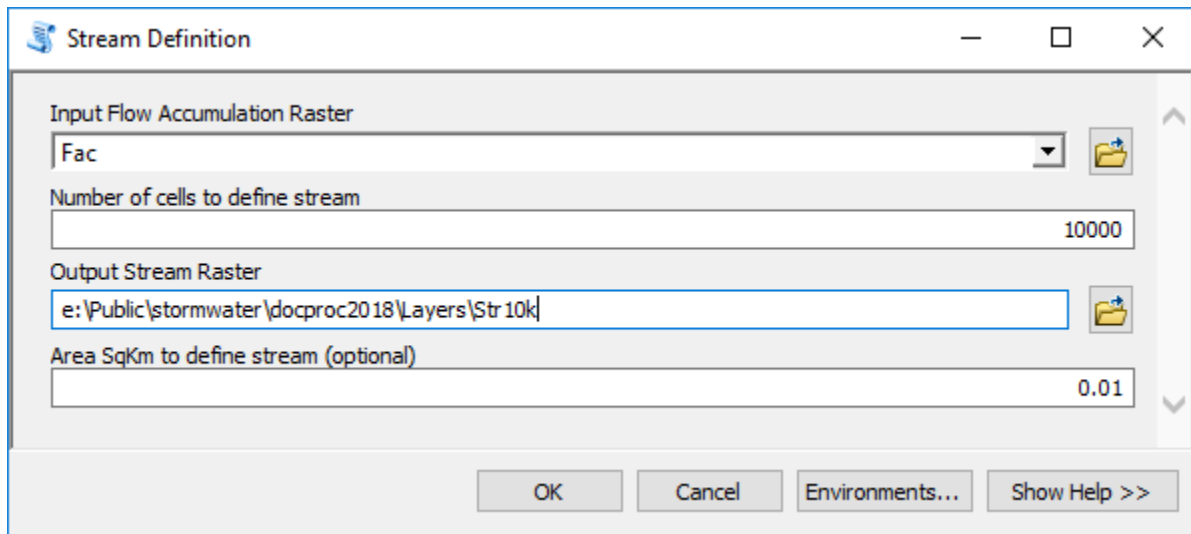 Stream Definition
Input Flow Accumulation Raster
Fac
Number of cells to define stream
10000
Output Stream Raster
e:\Public\stormwater\docproc2018\Layers\Str10k
Area SqKm to define stream (optional)
0.01
OK Cancel Environments... Show Help >>